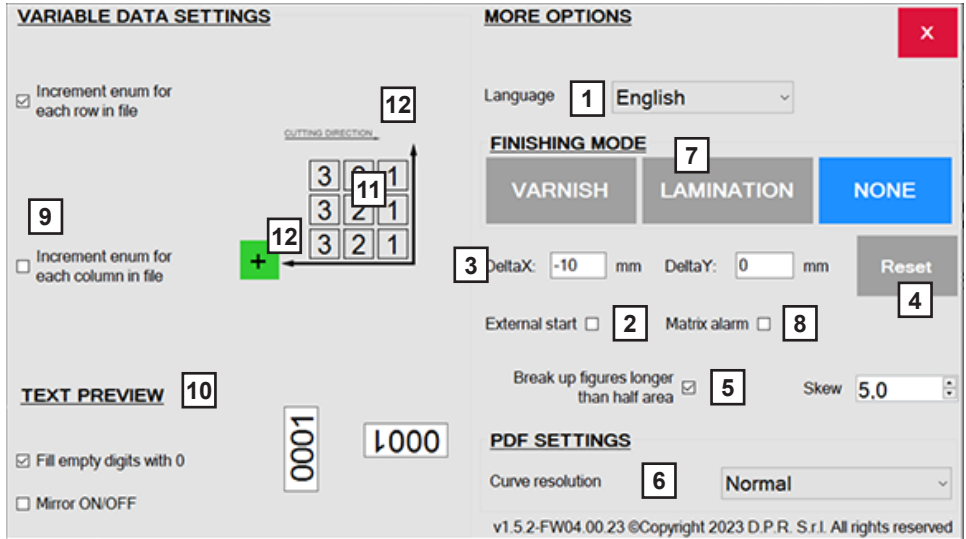 VARIABLE DATA SETTINGS
Increment enum for
each row in file
12
CUTTING DIRECTION
3 2 1
11
3 2 1
3 2 1
12
+
9
Increment enum for
each column in file
TEXT PREVIEW
10
Fill empty digits with 0
Mirror ON/OFF
0001
0001
MORE OPTIONS
X
Language
1
English
FINISHING MODE
7
VARNISH
LAMINATION
NONE
3
DeltaX: -10 mm DeltaY: 0 mm
Reset
4
External start
2
Matrix alarm
8
Break up figures longer
than half area
5
Skew 5,0
PDF SETTINGS
Curve resolution
6
Normal
v1.5.2-FW04.00.23 ©Copyright 2023 D.P.R. S.r.l. All rights reserved